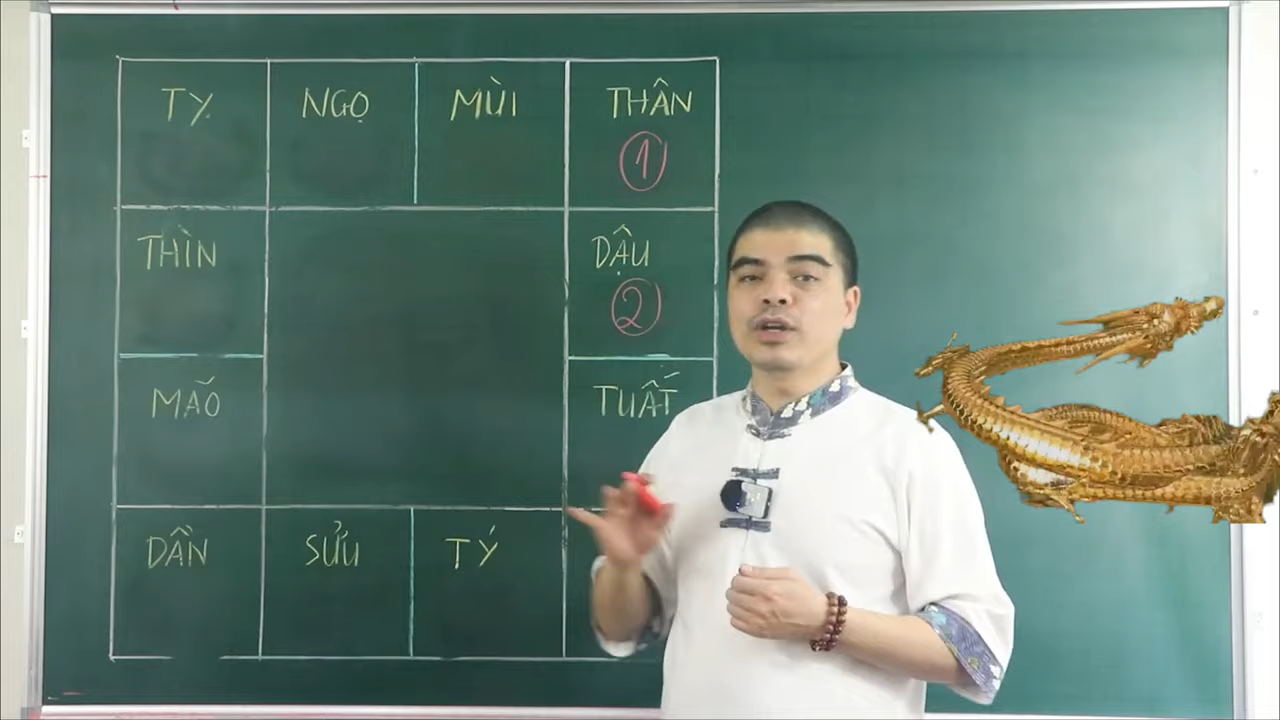 TỴ
NGỌ
MÙI
THÂN
1
THÌN
DẬU
2
MÃO
TUẤT
DẦN
SỬU
TÝ